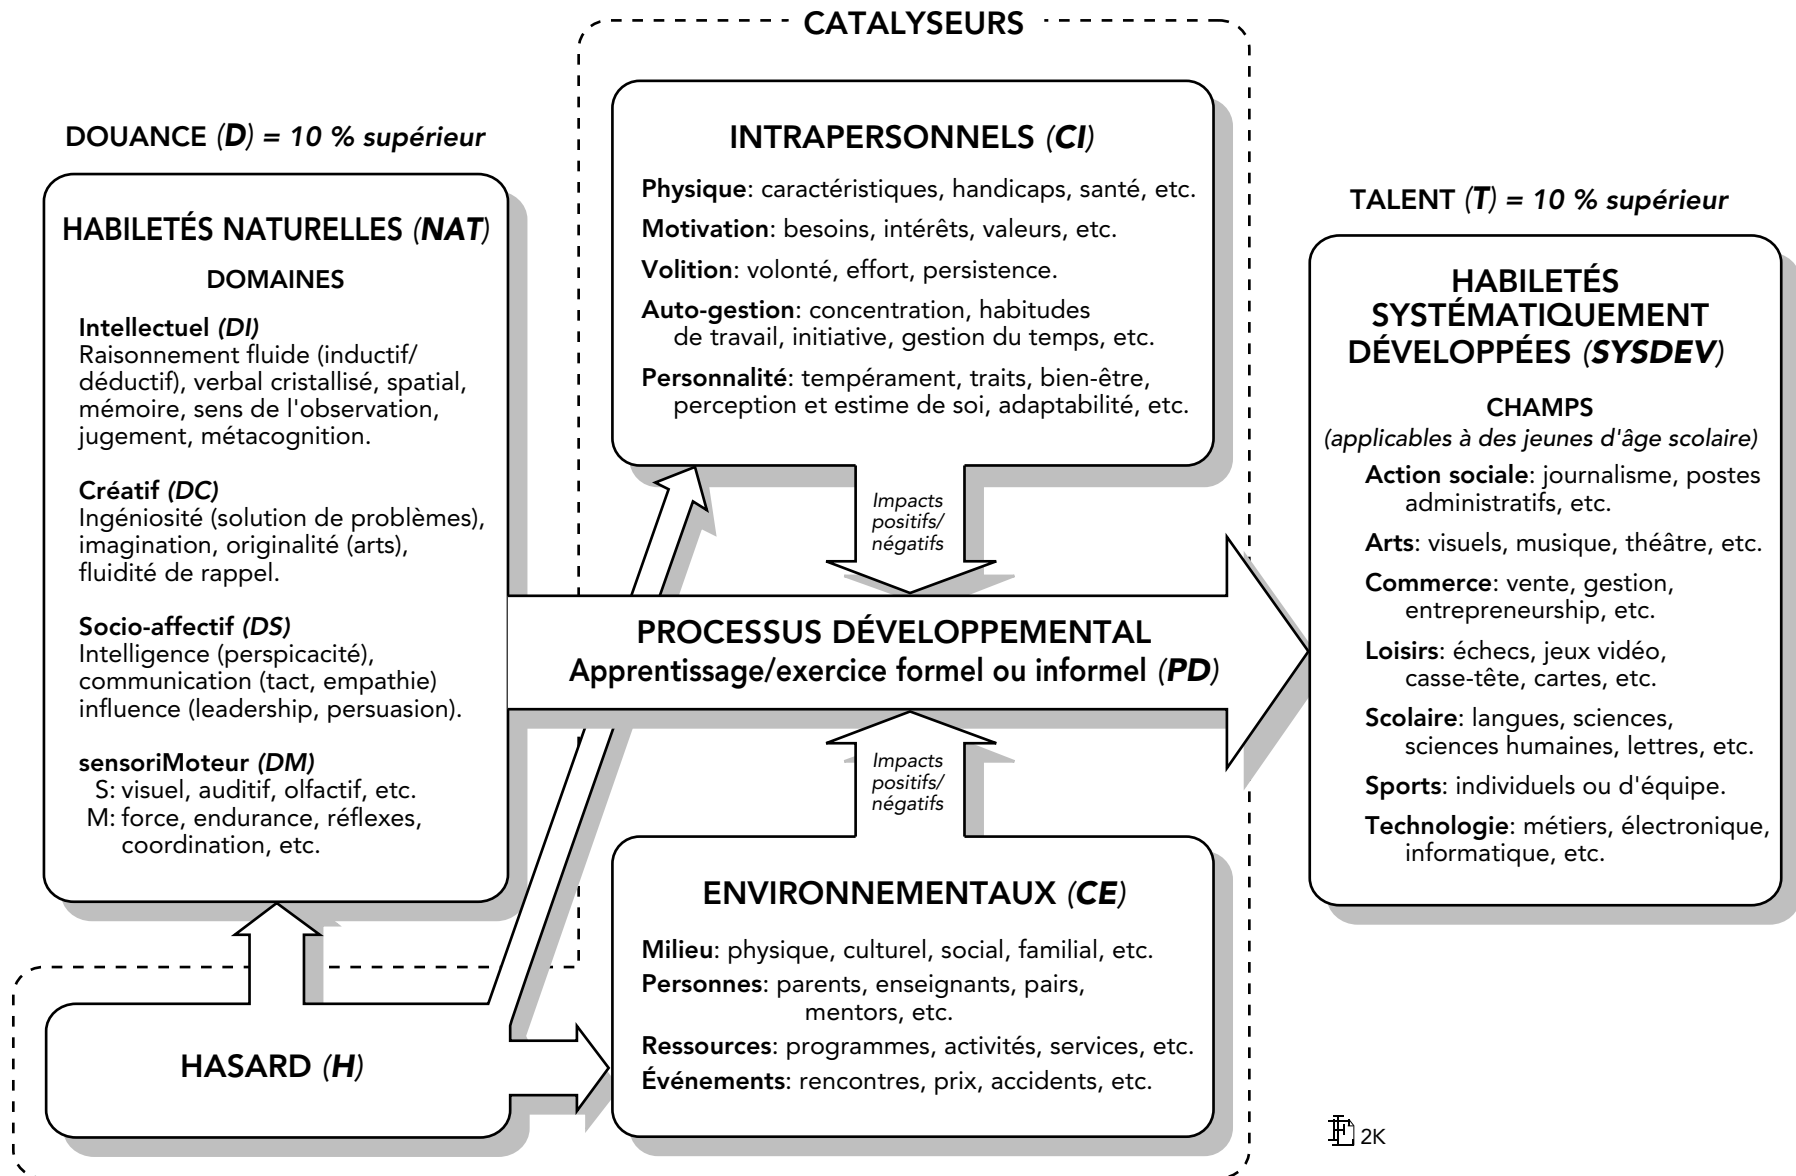 CATALYSEURS
DOUANCE (D) = 10 % supérieur
HABILETÉS NATURELLES (NAT)
DOMAINES
Intellectuel (DI)
Raisonnement fluide (inductif/
déductif), verbal cristallisé, spatial,
mémoire, sens de l'observation,
jugement, métacognition.
Créatif (DC)
Ingéniosité (solution de problèmes),
imagination, originalité (arts),
fluidité de rappel.
Socio-affectif (DS)
Intelligence (perspicacité),
communication (tact, empathie)
influence (leadership, persuasion).
sensoriMoteur (DM)
S: visuel, auditif, olfactif, etc.
M: force, endurance, réflexes,
coordination, etc.
HASARD (H)
INTRAPERSONNELS (CI)
Physique: caractéristiques, handicaps, santé, etc.
Motivation: besoins, intérêts, valeurs, etc.
Volition: volonté, effort, persistence.
Auto-gestion: concentration, habitudes
de travail, initiative, gestion du temps, etc.
Personnalité: tempérament, traits, bien-être,
perception et estime de soi, adaptabilité, etc.
Impacts
positifs/
négatifs
PROCESSUS DÉVELOPPEMENTAL
Apprentissage/exercice formel ou informel (PD)
Impacts
positifs/
négatifs
ENVIRONNEMENTAUX (CE)
Milieu: physique, culturel, social, familial, etc.
Personnes: parents, enseignants, pairs,
mentors, etc.
Ressources: programmes, activités, services, etc.
Événements: rencontres, prix, accidents, etc.
TALENT (T) = 10 % supérieur
HABILETÉS
SYSTÉMATIQUEMENT
DÉVELOPPÉES (SYSDEV)
CHAMPS
(applicables à des jeunes d'âge scolaire)
Action sociale: journalisme, postes
administratifs, etc.
Arts: visuels, musique, théâtre, etc.
Commerce: vente, gestion,
entrepreneurship, etc.
Loisirs: échecs, jeux vidéo,
casse-tête, cartes, etc.
Scolaire: langues, sciences,
sciences humaines, lettres, etc.
Sports: individuels ou d'équipe.
Technologie: métiers, électronique,
informatique, etc.
2K